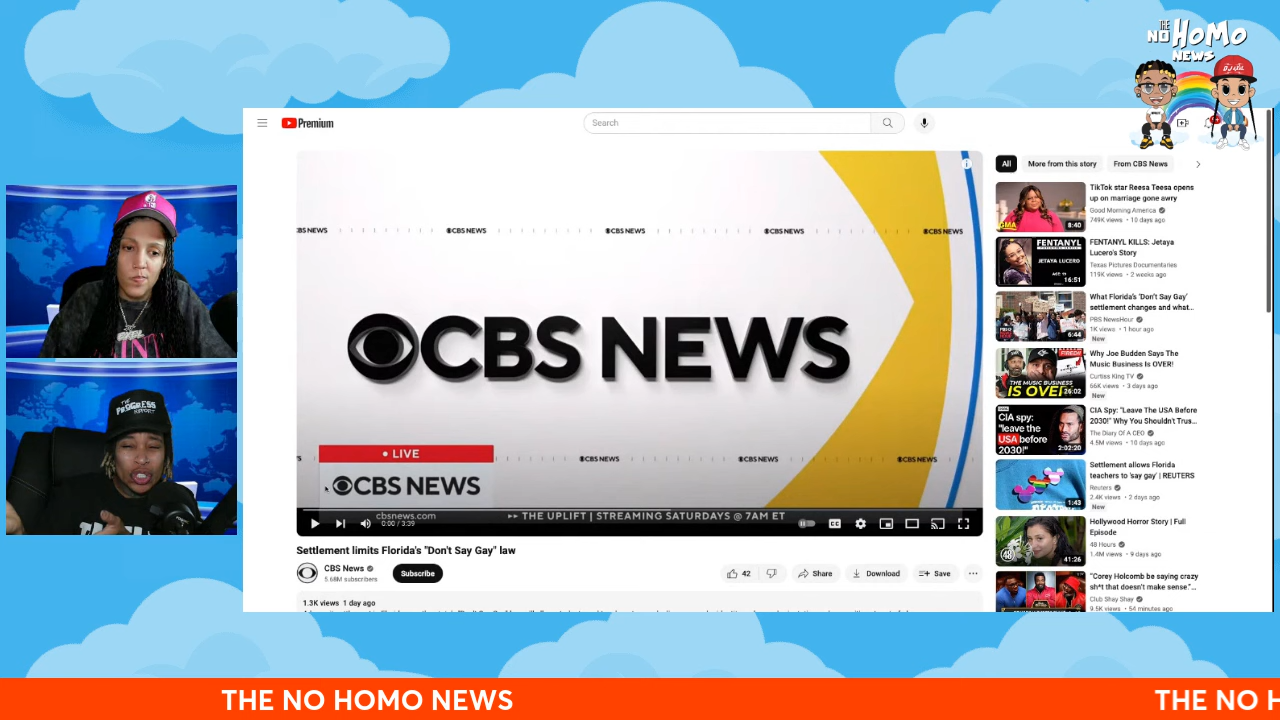 THE
NO HoMo
NEWS
Premium
Search
CBS NEWS
CBS NEWS
CBS NEWS
CBS NEWS
CBS NEWS
CBS NEWS
LIVE
CBS NEWS
CBS NEWS
CBS NEWS
CBS NEWS
cbsnews.com
THE UPLIFT | STREAMING SATURDAYS @ 7AM ET
0:00 / 3:39
CC
Settlement limits Florida's "Don't Say Gay" law
CBS News
5.68M subscribers
Subscribe
42
Share
Download
Save
1.3K views 1 day ago
All
More from this story
From CBS News
GMA
8:40
TikTok star Reesa Teesa opens
up on marriage gone awry
Good Morning America
749K views • 10 days ago
FENTANYL
JETAYA LUCERO
16:51
FENTANYL KILLS: Jetaya
Lucero's Story
Texas Pictures Documentaries
119K views • 2 weeks ago
6:44
What Florida's 'Don't Say Gay'
settlement changes and what...
PBS NewsHour
1K views • 1 hour ago
New
THE MUSIC BUSINESS
IS OVER
26:02
Why Joe Budden Says The
Music Business Is OVER!
Curtiss King TV
56K views • 3 days ago
New
CIA spy:
"leave the
USA before
2030!"
2:02:20
CIA Spy: "Leave The USA Before
2030!" Why You Shouldn't Trus...
The Diary Of A CEO
4.5M views • 10 days ago
1:43
Settlement allows Florida
teachers to 'say gay' | REUTERS
Reuters
2.4K views • 2 days ago
New
48
41:26
Hollywood Horror Story | Full
Episode
48 Hours
1.4M views • 9 days ago
"Corey Holcomb be saying crazy
sh*t that doesn't make sense."...
Club Shay Shay
9.5K views • 54 minutes ago
THE
PROGRESS
REPORT
THE NO HOMO NEWS
THE NO H